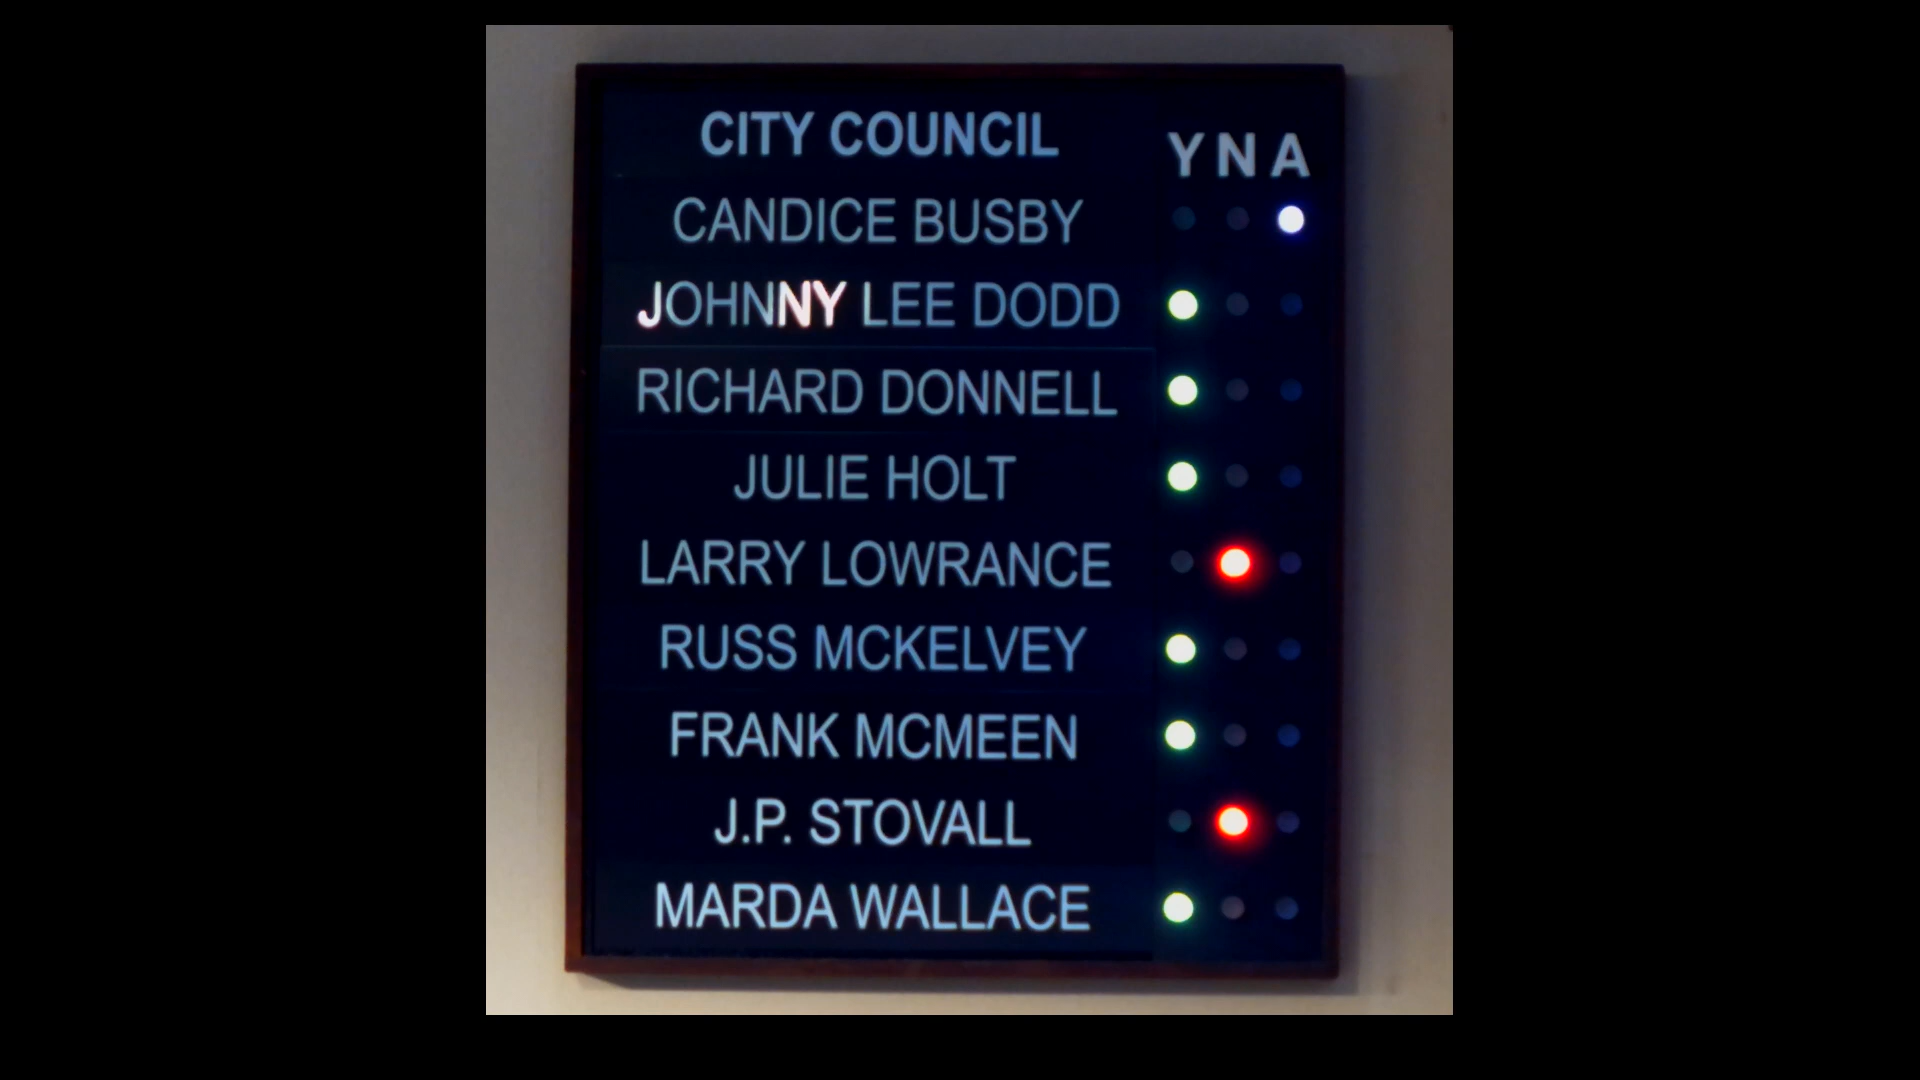 CITY COUNCIL
Y N A
CANDICE BUSBY
JOHNNY LEE DODD
RICHARD DONNELL
JULIE HOLT
LARRY LOWRANCE
RUSS MCKELVEY
FRANK MCMEEN
J.P. STOVALL
MARDA WALLACE